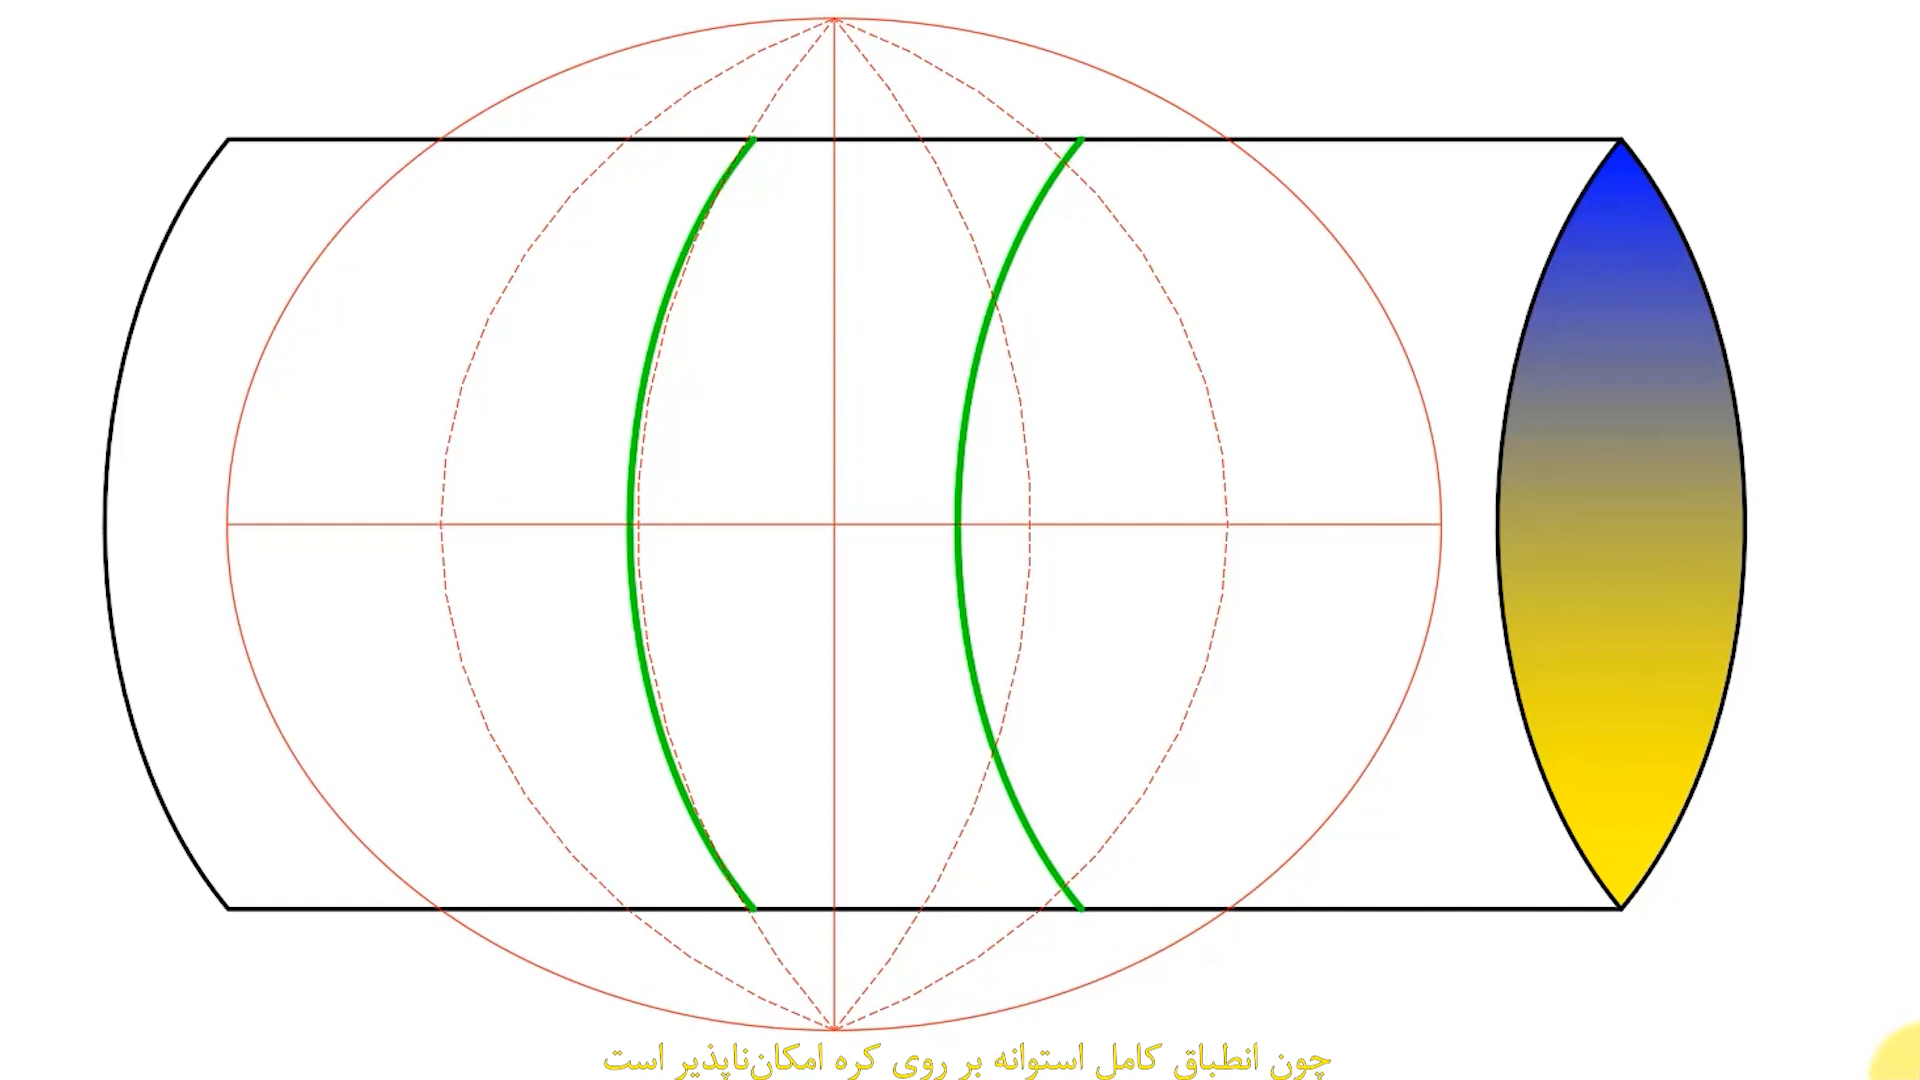 چون انطباق کامل استوانه بر روی کره امکان‌ناپذیر است